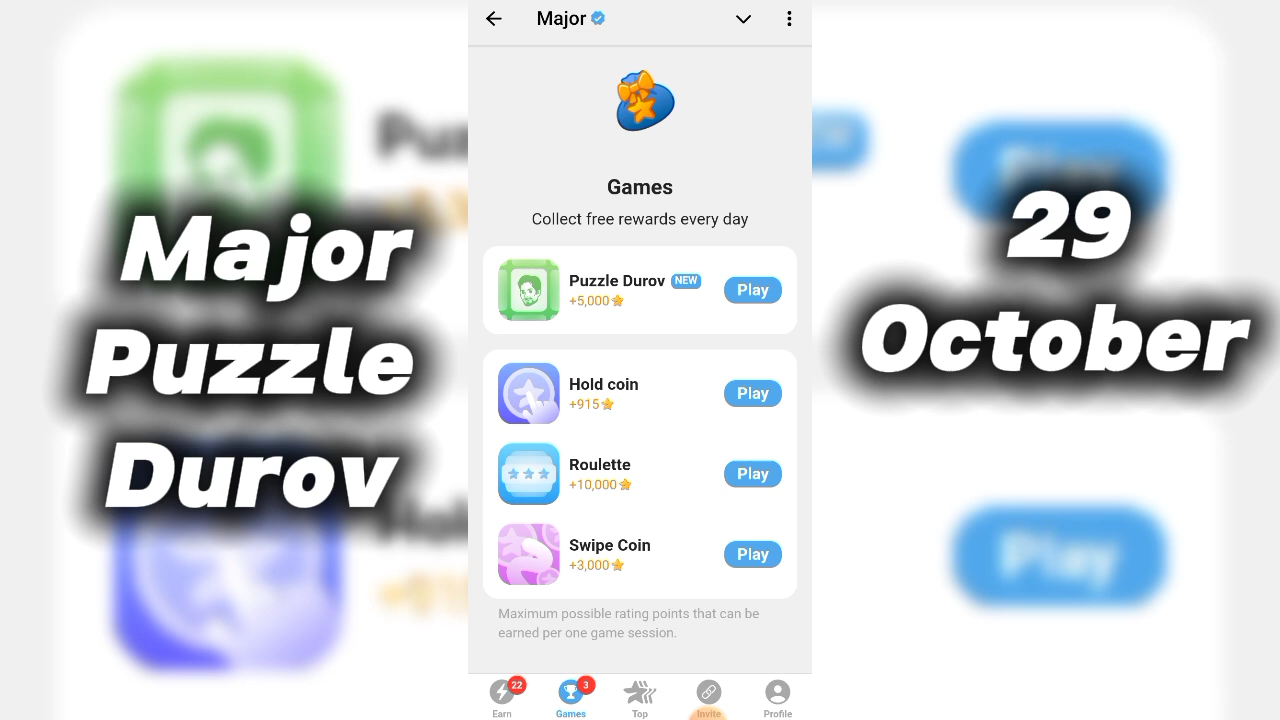 Major
Games
Collect free rewards every day
Puzzle Durov NEW
+5,000
Play
Hold coin
+915
Play
Roulette
+10,000
Play
Swipe Coin
+3,000
Play
Maximum possible rating points that can be
earned per one game session.
22
3
Earn
Games
Top
Invite
Profile
Major
Puzzle
Durov
29
October